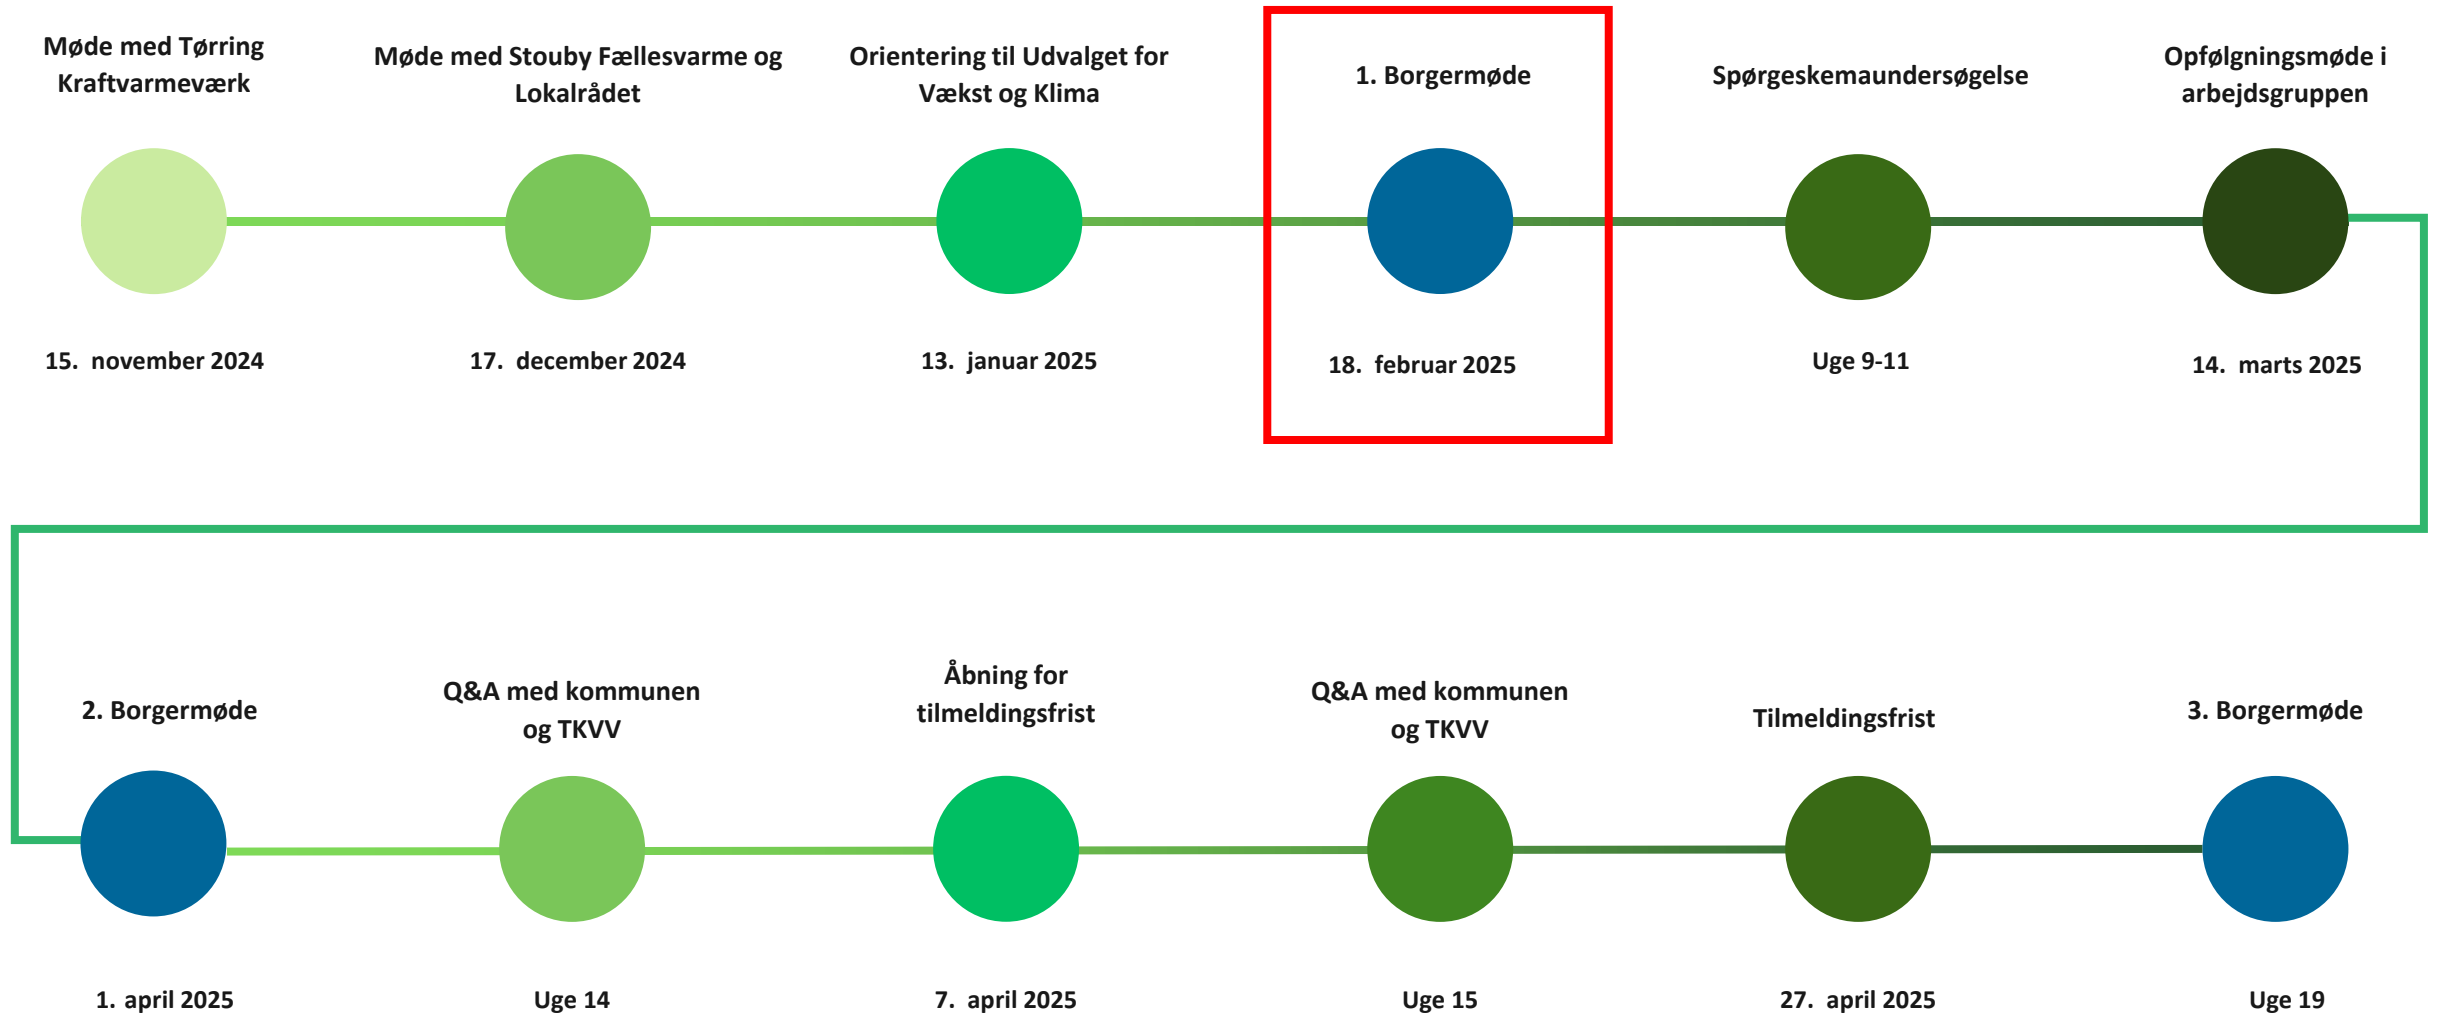 Møde med Tørring
Kraftvarmeværk
15. november 2024
Møde med Stouby Fællesvarme og
Lokalrådet
17. december 2024
Orientering til Udvalget for
Vækst og Klima
13. januar 2025
1. Borgermøde
18. februar 2025
Spørgeskemaundersøgelse
Uge 9-11
Opfølgningsmøde i
arbejdsgruppen
14. marts 2025
2. Borgermøde
1. april 2025
Q&A med kommunen
og TKVV
Uge 14
Åbning for
tilmeldingsfrist
7. april 2025
Q&A med kommunen
og TKVV
Uge 15
Tilmeldingsfrist
27. april 2025
3. Borgermøde
Uge 19